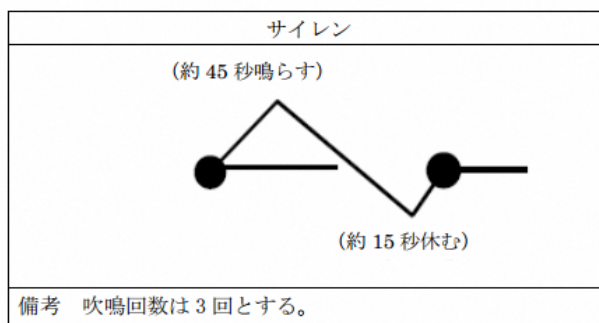 サイレン
(約 45 秒鳴らす)
(約 15 秒休む)
備考　吹鳴回数は 3 回とする。